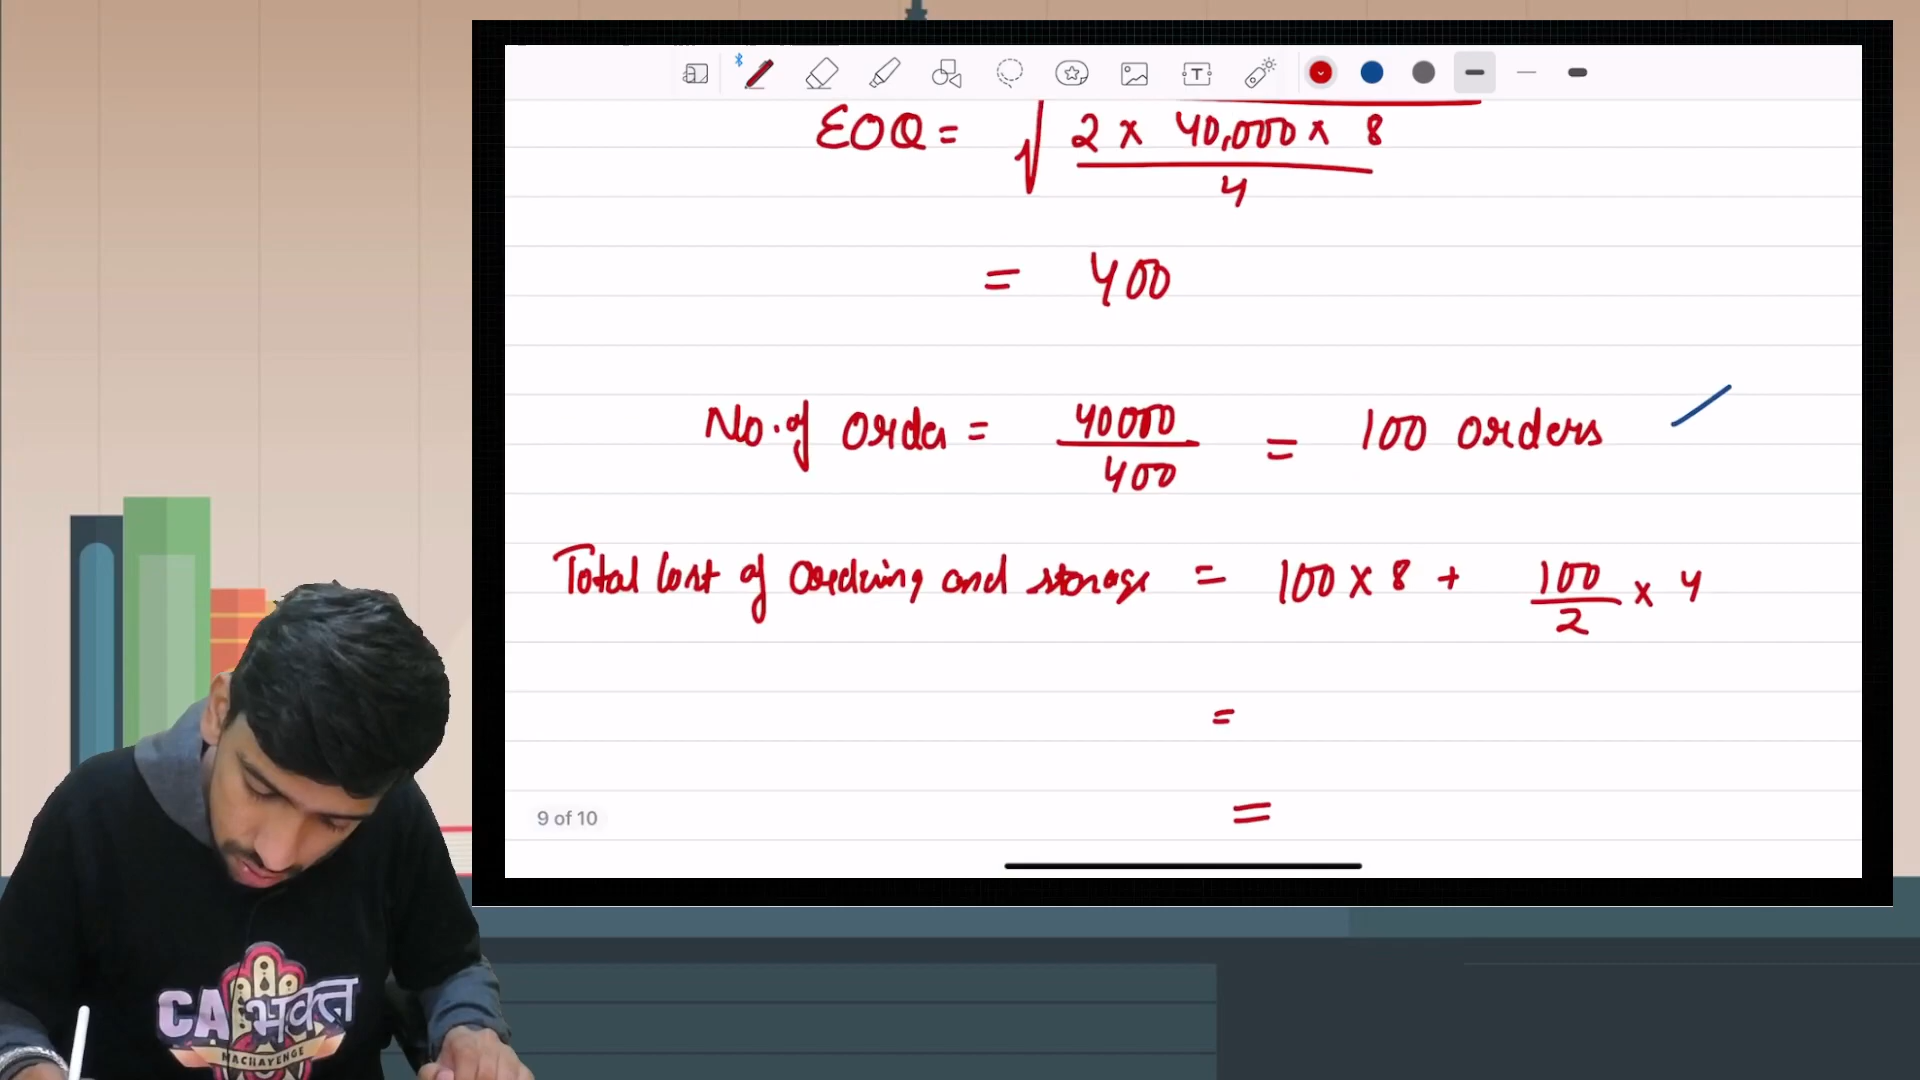 EOQ = √ 2 x 40,000 x 8 / 4
= 400
No. of order = 40000 / 400 = 100 orders
Total Cost of ordering and storage = 100 x 8 + 100/2 x 4
=
=
9 of 10
T
CA भक्त
MACHAYENGE